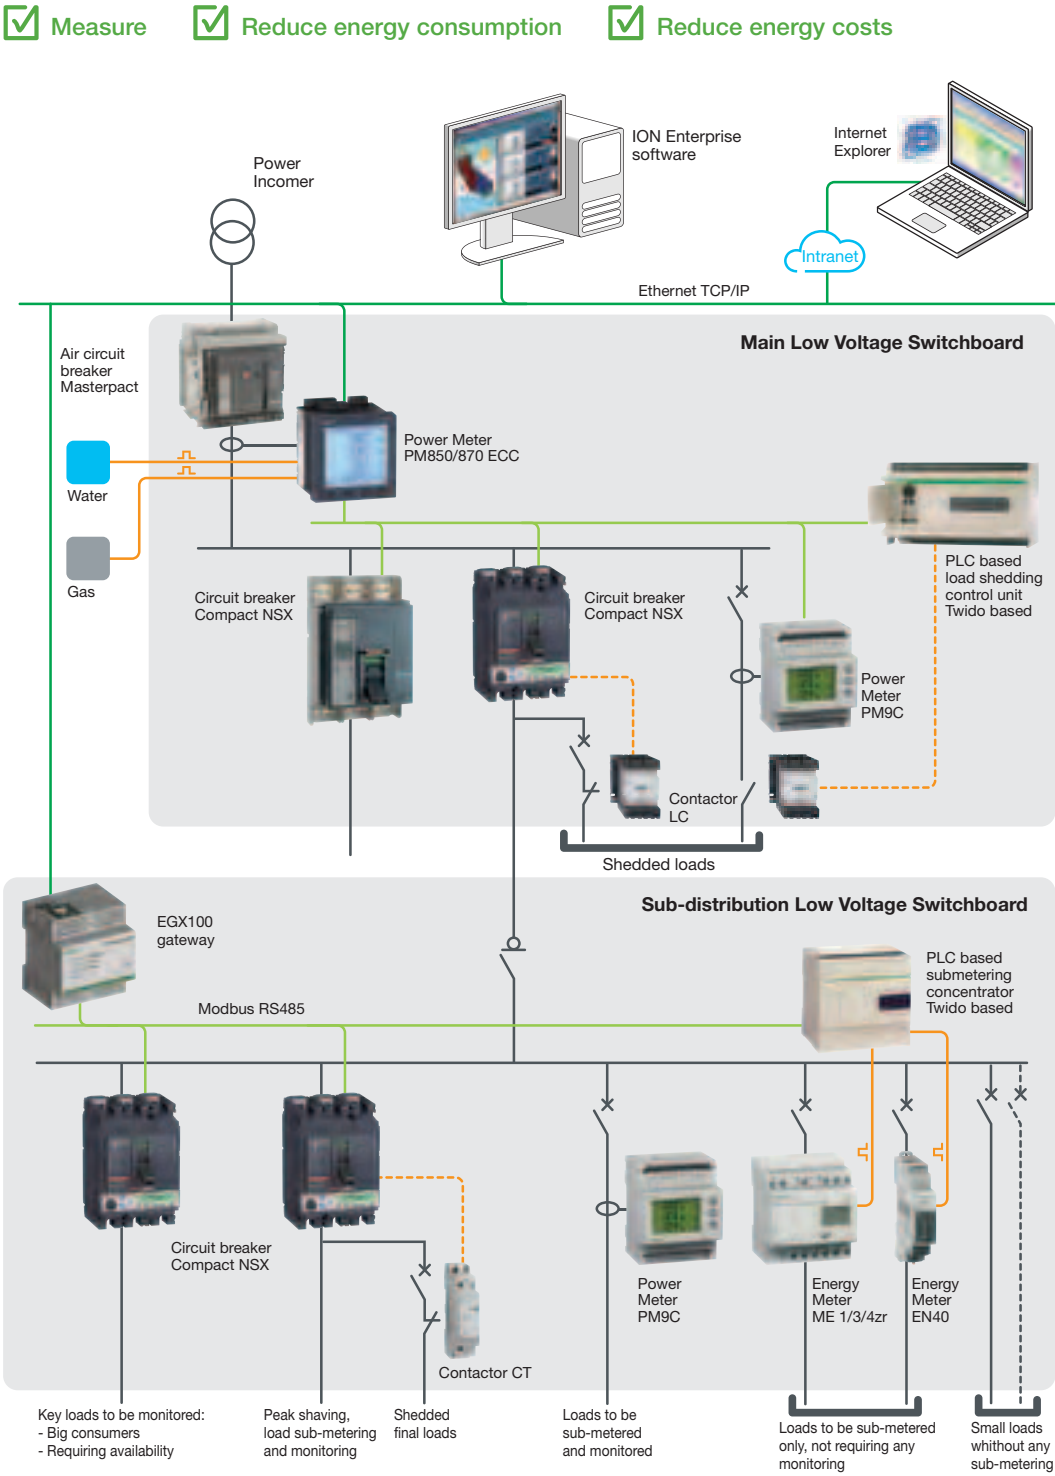 Measure
Reduce energy consumption
Reduce energy costs
Power
Incomer
ION Enterprise
software
Internet
Explorer
Intranet
Ethernet TCP/IP
Main Low Voltage Switchboard
Air circuit
breaker
Masterpact
Power Meter
PM850/870 ECC
Water
Gas
Circuit breaker
Compact NSX
Circuit breaker
Compact NSX
PLC based
load shedding
control unit
Twido based
Power
Meter
PM9C
Contactor
LC
Shedded loads
Sub-distribution Low Voltage Switchboard
EGX100
gateway
PLC based
submetering
concentrator
Twido based
Modbus RS485
Circuit breaker
Compact NSX
Power
Meter
PM9C
Energy
Meter
ME 1/3/4zr
Energy
Meter
EN40
Contactor CT
Key loads to be monitored:
- Big consumers
- Requiring availability
Peak shaving,
load sub-metering
and monitoring
Shedded
final loads
Loads to be
sub-metered
and monitored
Loads to be sub-metered
only, not requiring any
monitoring
Small loads
whithout any
sub-metering